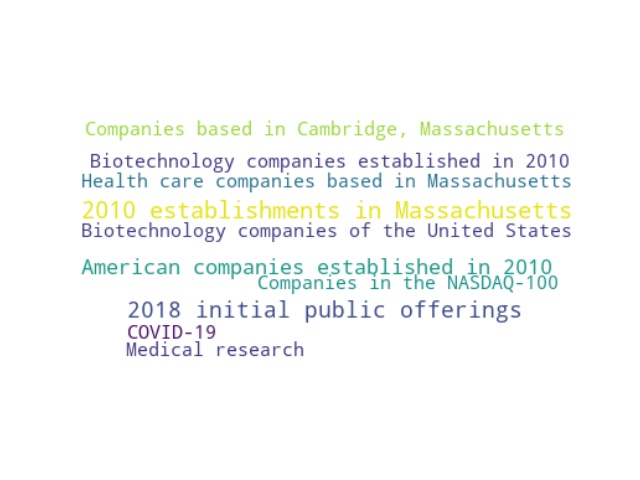 Companies based in Cambridge, Massachusetts
Biotechnology companies established in 2010
Health care companies based in Massachusetts
2010 establishments in Massachusetts
Biotechnology companies of the United States
American companies established in 2010
Companies in the NASDAQ-100
2018 initial public offerings
COVID-19
Medical research